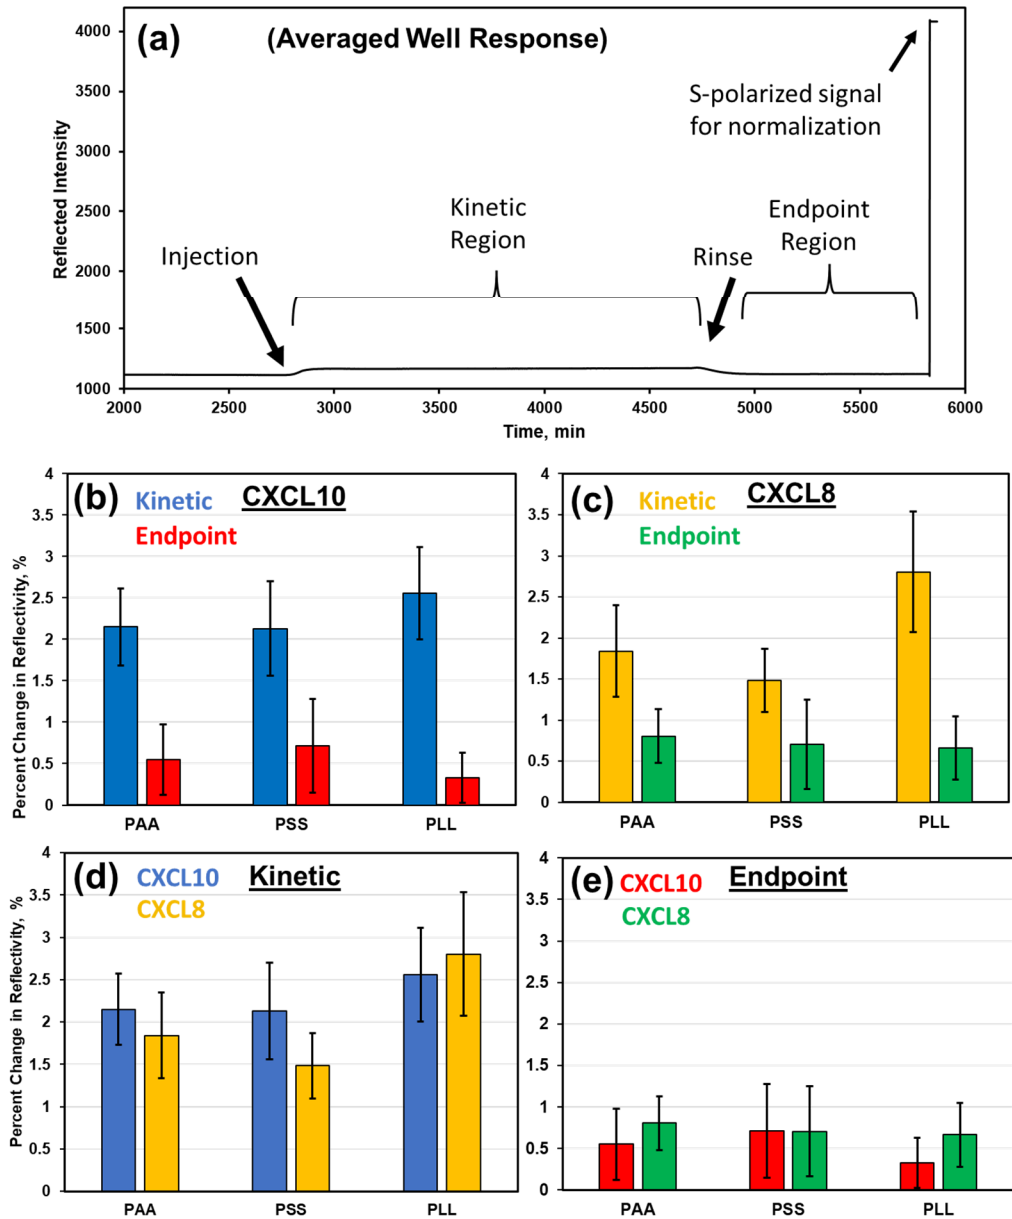 (a)
(Averaged Well Response)
4000
3500
3000
2500
2000
1500
1000
Reflected Intensity
S-polarized signal
for normalization
Kinetic
Region
Endpoint
Region
Injection
Rinse
2000 2500 3000 3500 4000 4500 5000 5500 6000
Time, min
(b) CXCL10
Kinetic
Endpoint
Percent Change in Reflectivity, %
4
3.5
3
2.5
2
1.5
1
0.5
0
PAA PSS PLL
(c) CXCL8
Kinetic
Endpoint
4
3.5
3
2.5
2
1.5
1
0.5
0
PAA PSS PLL
(d) Kinetic
CXCL10
CXCL8
Percent Change in Reflectivity, %
4
3.5
3
2.5
2
1.5
1
0.5
0
PAA PSS PLL
(e) Endpoint
CXCL10
CXCL8
4
3.5
3
2.5
2
1.5
1
0.5
0
PAA PSS PLL